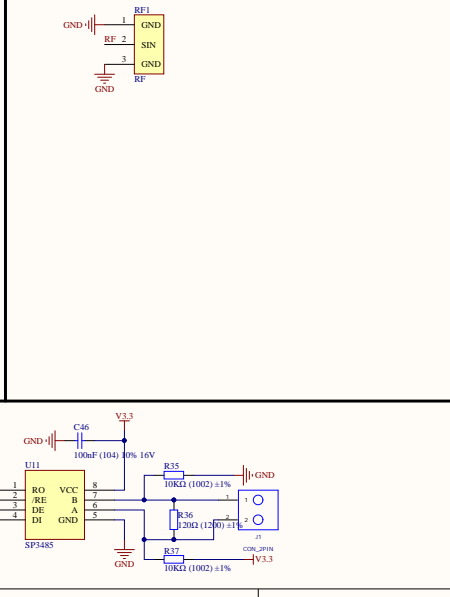 RF1
GND 1 GND
RF 2 SIN
3 GND
GND RF
V3.3
C46
GND
100nF (104) 10% 16V
U11
R35
GND
1 RO VCC 8
10KΩ (1002) ±1%
2 /RE B 7
1 1
3 DE A 6
R36
4 DI GND 5
120Ω (1200) ±1%
2 2
SP3485
J1
GND
R37
CON_2PIN
10KΩ (1002) ±1%
V3.3